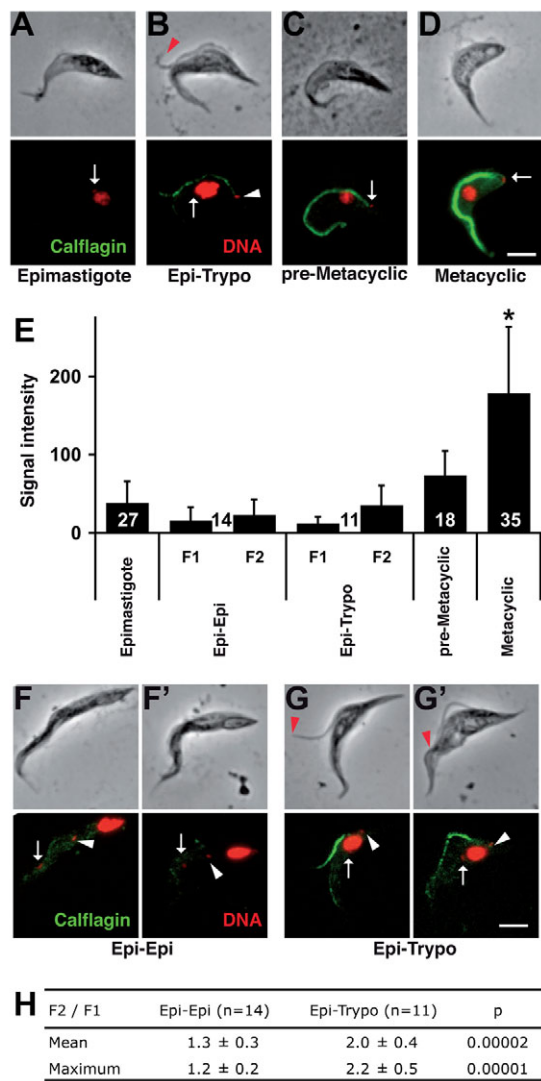 A B C D
Calflagin DNA
Epimastigote Epi-Trypo pre-Metacyclic Metacyclic
E
Signal intensity
200
100
0
*
27 14 11 18 35
F1 F2 F1 F2
Epimastigote
Epi-Epi
Epi-Trypo
pre-Metacyclic
Metacyclic
F F' G G'
Calflagin DNA
Epi-Epi Epi-Trypo
H
F2 / F1 Epi-Epi (n=14) Epi-Trypo (n=11) p
Mean 1.3 ± 0.3 2.0 ± 0.4 0.00002
Maximum 1.2 ± 0.2 2.2 ± 0.5 0.00001